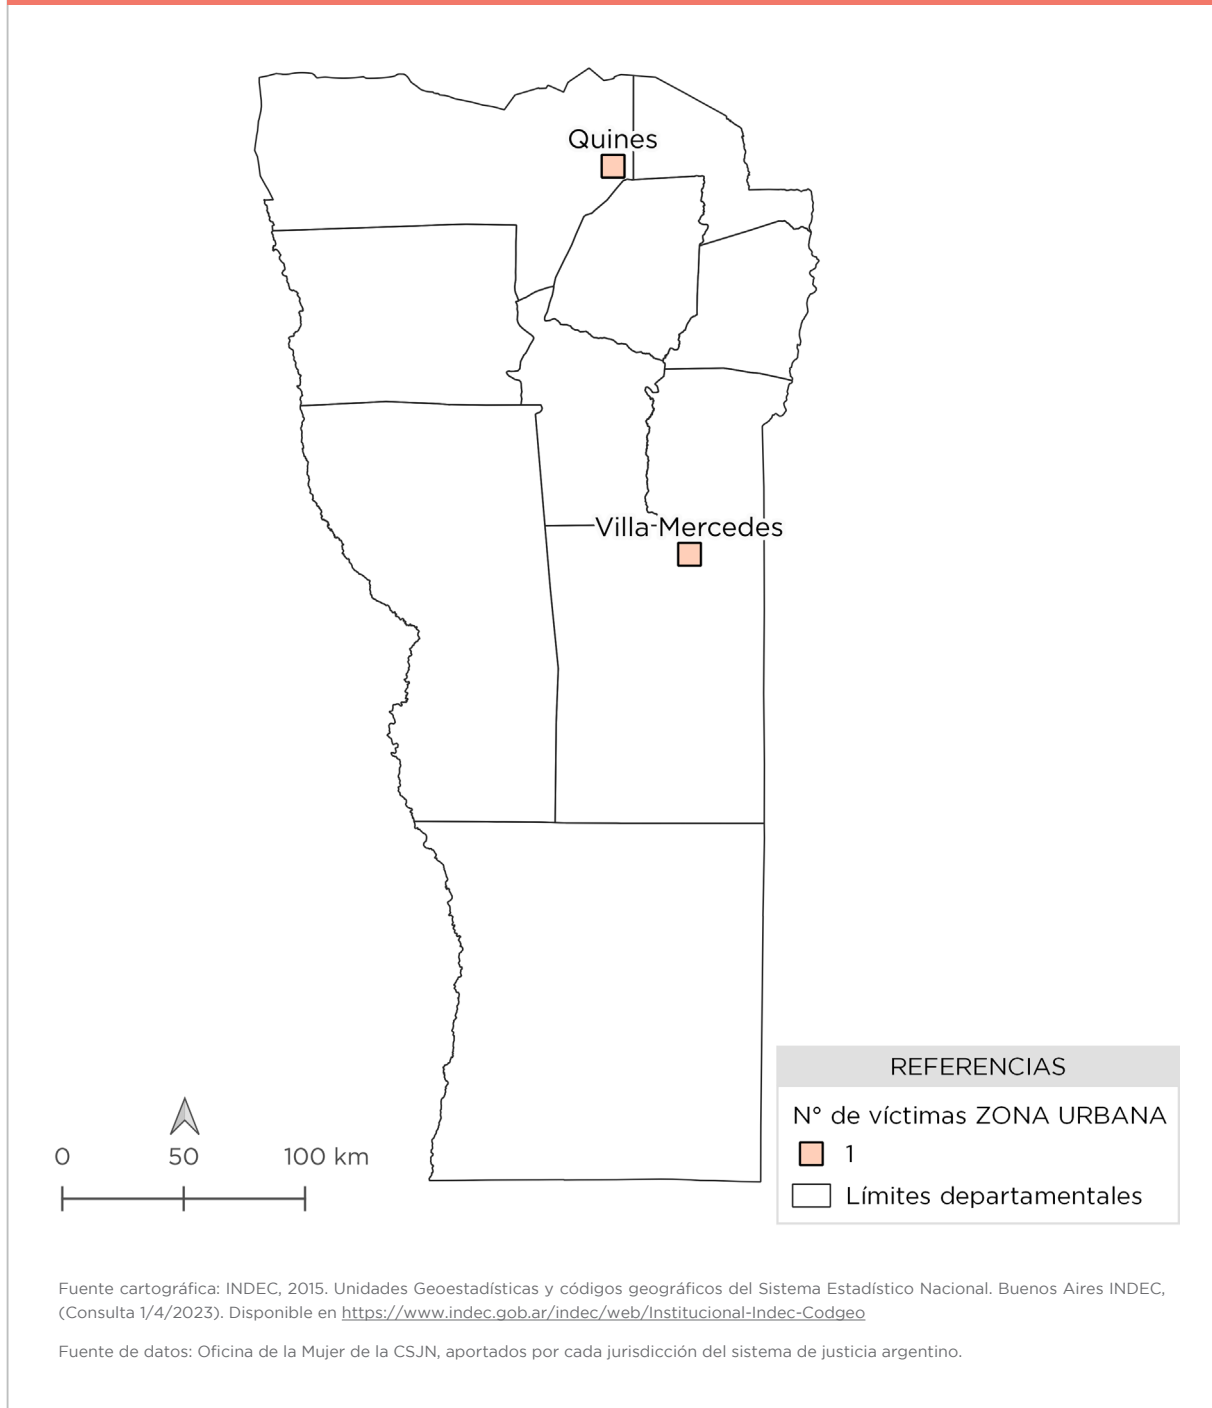 Quines
Villa Mercedes
REFERENCIAS
N° de víctimas ZONA URBANA
1
Límites departamentales
0 50 100 km
Fuente cartográfica: INDEC, 2015. Unidades Geoestadísticas y códigos geográficos del Sistema Estadístico Nacional. Buenos Aires INDEC,
(Consulta 1/4/2023). Disponible en https://www.indec.gob.ar/indec/web/Institucional-Indec-Codgeo
Fuente de datos: Oficina de la Mujer de la CSJN, aportados por cada jurisdicción del sistema de justicia argentino.